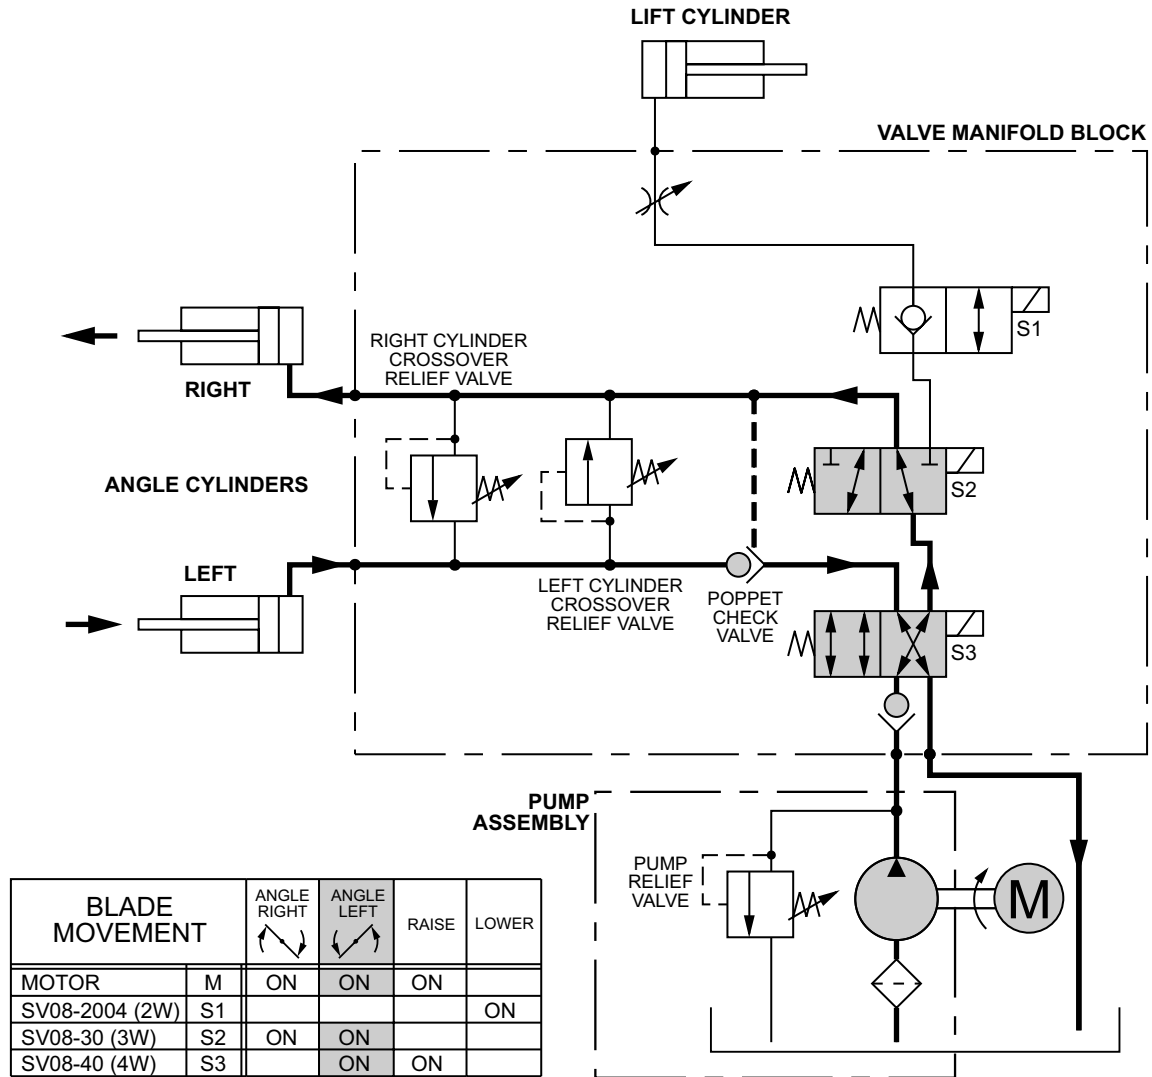 LIFT CYLINDER
VALVE MANIFOLD BLOCK
S1
RIGHT CYLINDER
CROSSOVER
RELIEF VALVE
RIGHT
ANGLE CYLINDERS
S2
LEFT
LEFT CYLINDER
CROSSOVER
RELIEF VALVE
POPPET
CHECK
VALVE
S3
PUMP
ASSEMBLY
PUMP
RELIEF
VALVE
M
BLADE
MOVEMENT
ANGLE
RIGHT
ANGLE
LEFT
RAISE
LOWER
MOTOR M ON ON ON
SV08-2004 (2W) S1 ON
SV08-30 (3W) S2 ON ON
SV08-40 (4W) S3 ON ON